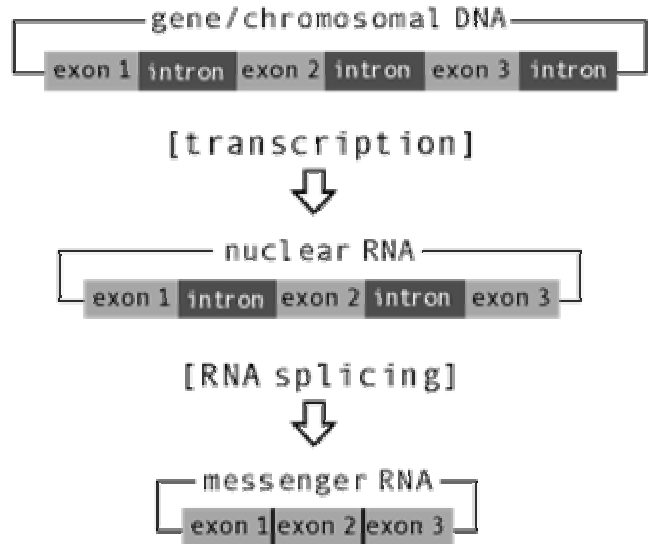 gene/chromosomal DNA
exon 1 intron exon 2 intron exon 3 intron
[transcription]
nuclear RNA
exon 1 intron exon 2 intron exon 3
[RNA splicing]
messenger RNA
exon 1 exon 2 exon 3